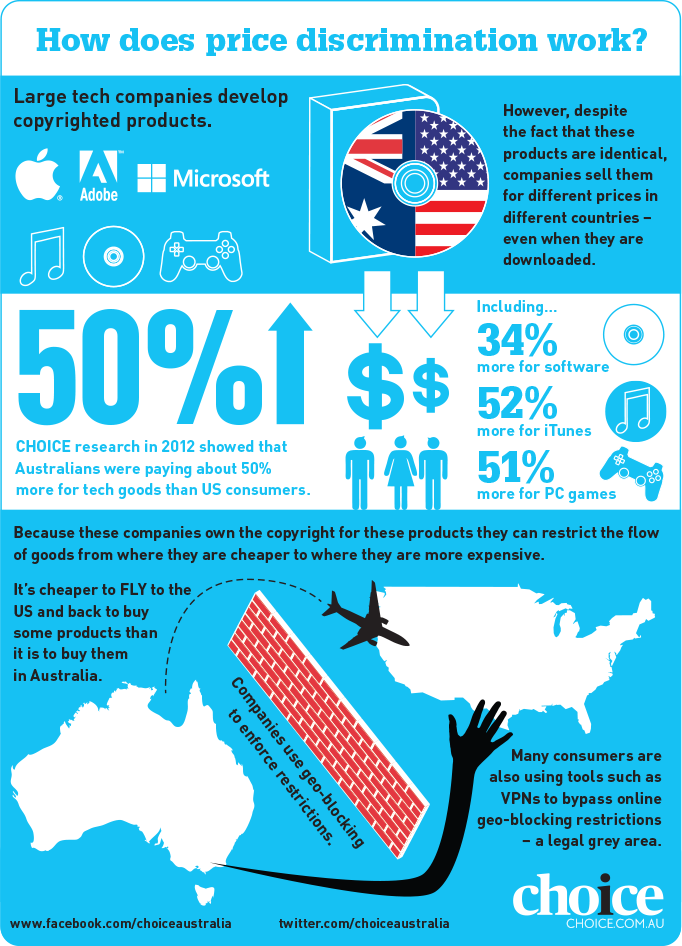 How does price discrimination work?
Large tech companies develop
copyrighted products.
Adobe™
Microsoft
However, despite
the fact that these
products are identical,
companies sell them
for different prices in
different countries –
even when they are
downloaded.
50%
CHOICE research in 2012 showed that
Australians were paying about 50%
more for tech goods than US consumers.
$ $
Including...
34%
more for software
52%
more for iTunes
51%
more for PC games
Because these companies own the copyright for these products they can restrict the flow
of goods from where they are cheaper to where they are more expensive.
It's cheaper to FLY to the
US and back to buy
some products than
it is to buy them
in Australia.
Companies use geo-blocking
to enforce restrictions.
Many consumers are
also using tools such as
VPNs to bypass online
geo-blocking restrictions
– a legal grey area.
choice
CHOICE.COM.AU
www.facebook.com/choiceaustralia
twitter.com/choiceaustralia